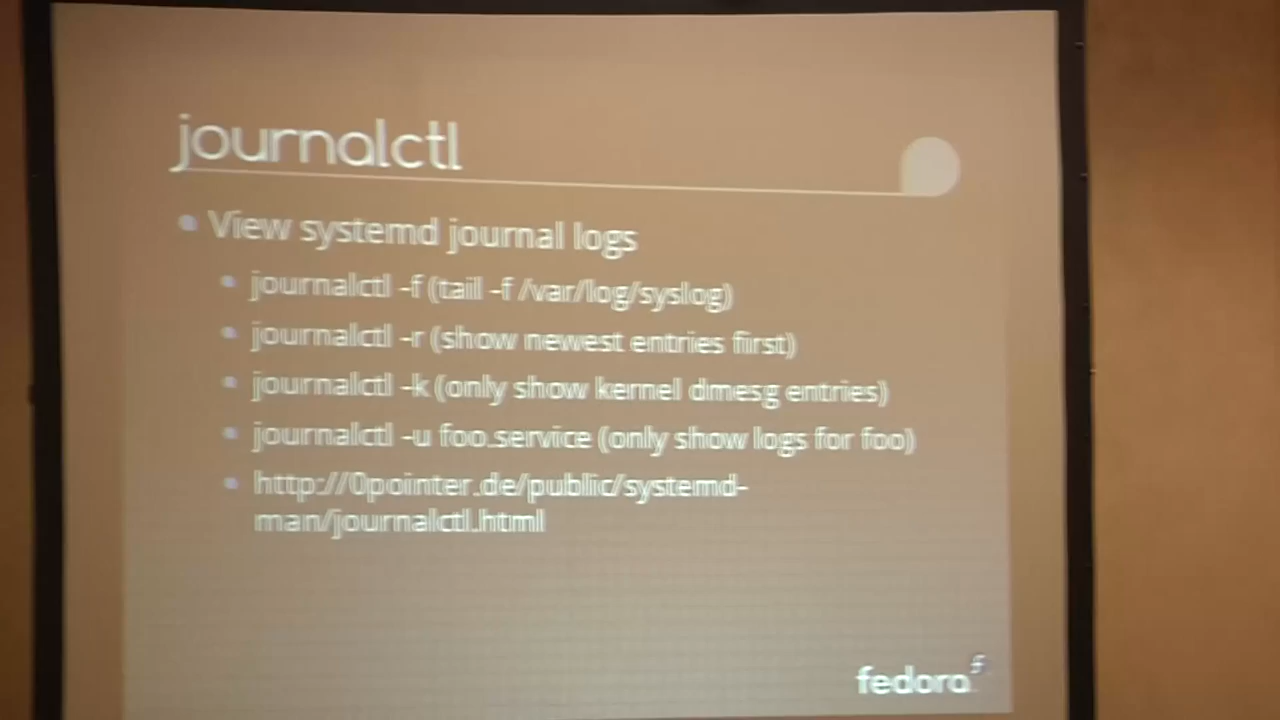 journalctl
View systemd journal logs
journalctl -f (tail -f /var/log/syslog)
journalctl -r (show newest entries first)
journalctl -k (only show kernel dmesg entries)
journalctl -u foo.service (only show logs for foo)
http://0pointer.de/public/systemd-
man/journalctl.html
fedora